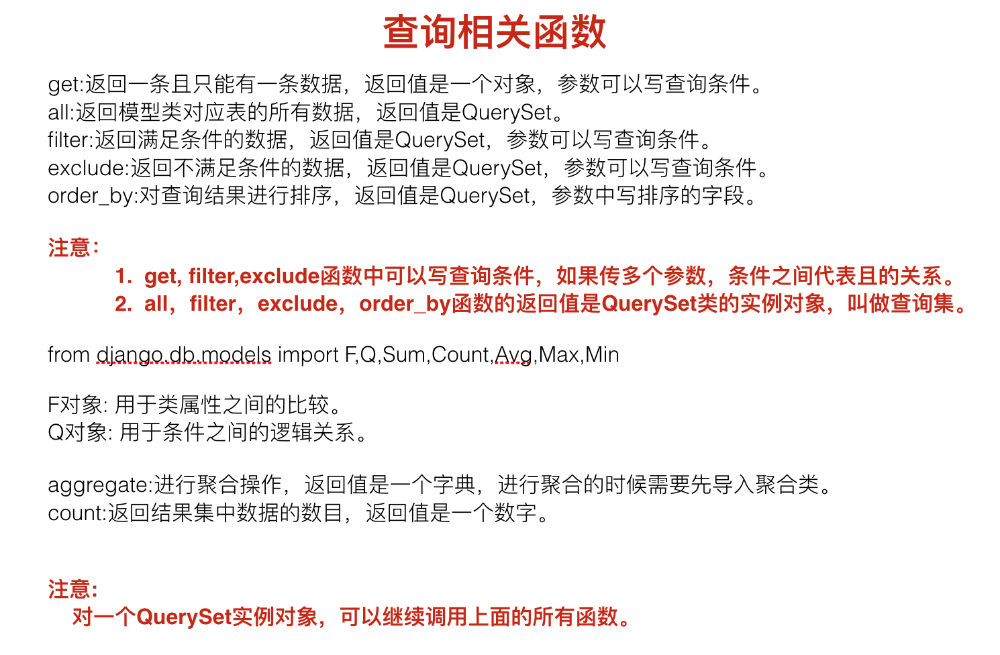 查询相关函数
get:返回一条且只能有一条数据，返回值是一个对象，参数可以写查询条件。
all:返回模型类对应表的所有数据，返回值是QuerySet。
filter:返回满足条件的数据，返回值是QuerySet，参数可以写查询条件。
exclude:返回不满足条件的数据，返回值是QuerySet，参数可以写查询条件。
order_by:对查询结果进行排序，返回值是QuerySet，参数中写排序的字段。
注意：
1. get, filter,exclude函数中可以写查询条件，如果传多个参数，条件之间代表且的关系。
2. all，filter，exclude，order_by函数的返回值是QuerySet类的实例对象，叫做查询集。
from django.db.models import F,Q,Sum,Count,Avg,Max,Min
F对象: 用于类属性之间的比较。
Q对象: 用于条件之间的逻辑关系。
aggregate:进行聚合操作，返回值是一个字典，进行聚合的时候需要先导入聚合类。
count:返回结果集中数据的数目，返回值是一个数字。
注意:
对一个QuerySet实例对象，可以继续调用上面的所有函数。